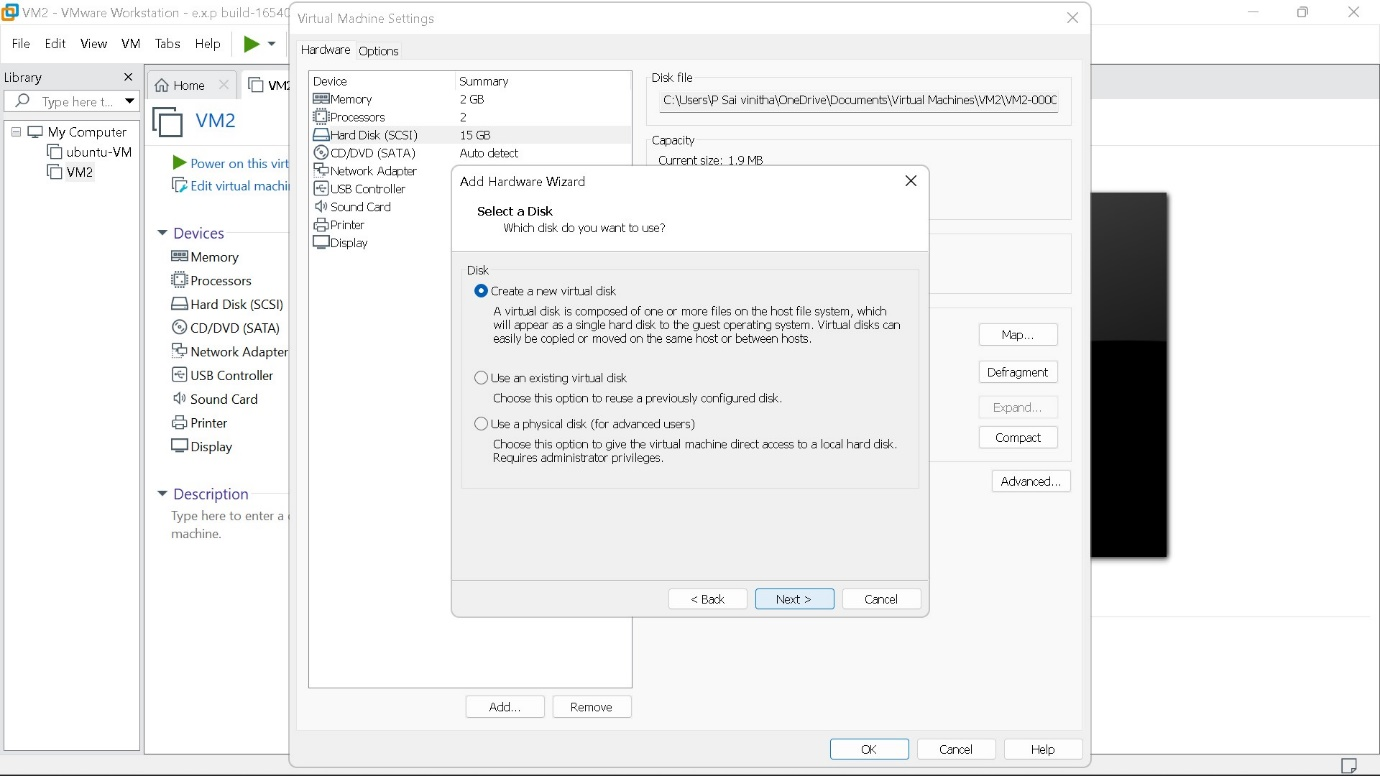 VM2 - VMware Workstation - e.x.p build-16540
File Edit View VM Tabs Help
Library
Type here t...
My Computer
ubuntu-VM
VM2
Home
VM2
VM2
Power on this virt
Edit virtual machi
Devices
Memory
Processors
Hard Disk (SCSI)
CD/DVD (SATA)
Network Adapter
USB Controller
Sound Card
Printer
Display
Description
Type here to enter a
machine.
Virtual Machine Settings
Hardware Options
Device Summary
Memory 2 GB
Processors 2
Hard Disk (SCSI) 15 GB
CD/DVD (SATA) Auto detect
Network Adapter
USB Controller
Sound Card
Printer
Display
Add... Remove
Disk file
C:\Users\P Sai vinitha\OneDrive\Documents\Virtual Machines\VM2\VM2-000C
Capacity
Current size: 1.9 MB
Map...
Defragment
Expand...
Compact
Advanced...
OK Cancel Help
Add Hardware Wizard
Select a Disk
Which disk do you want to use?
Disk
Create a new virtual disk
A virtual disk is composed of one or more files on the host file system, which
will appear as a single hard disk to the guest operating system. Virtual disks can
easily be copied or moved on the same host or between hosts.
Use an existing virtual disk
Choose this option to reuse a previously configured disk.
Use a physical disk (for advanced users)
Choose this option to give the virtual machine direct access to a local hard disk.
Requires administrator privileges.
< Back Next > Cancel